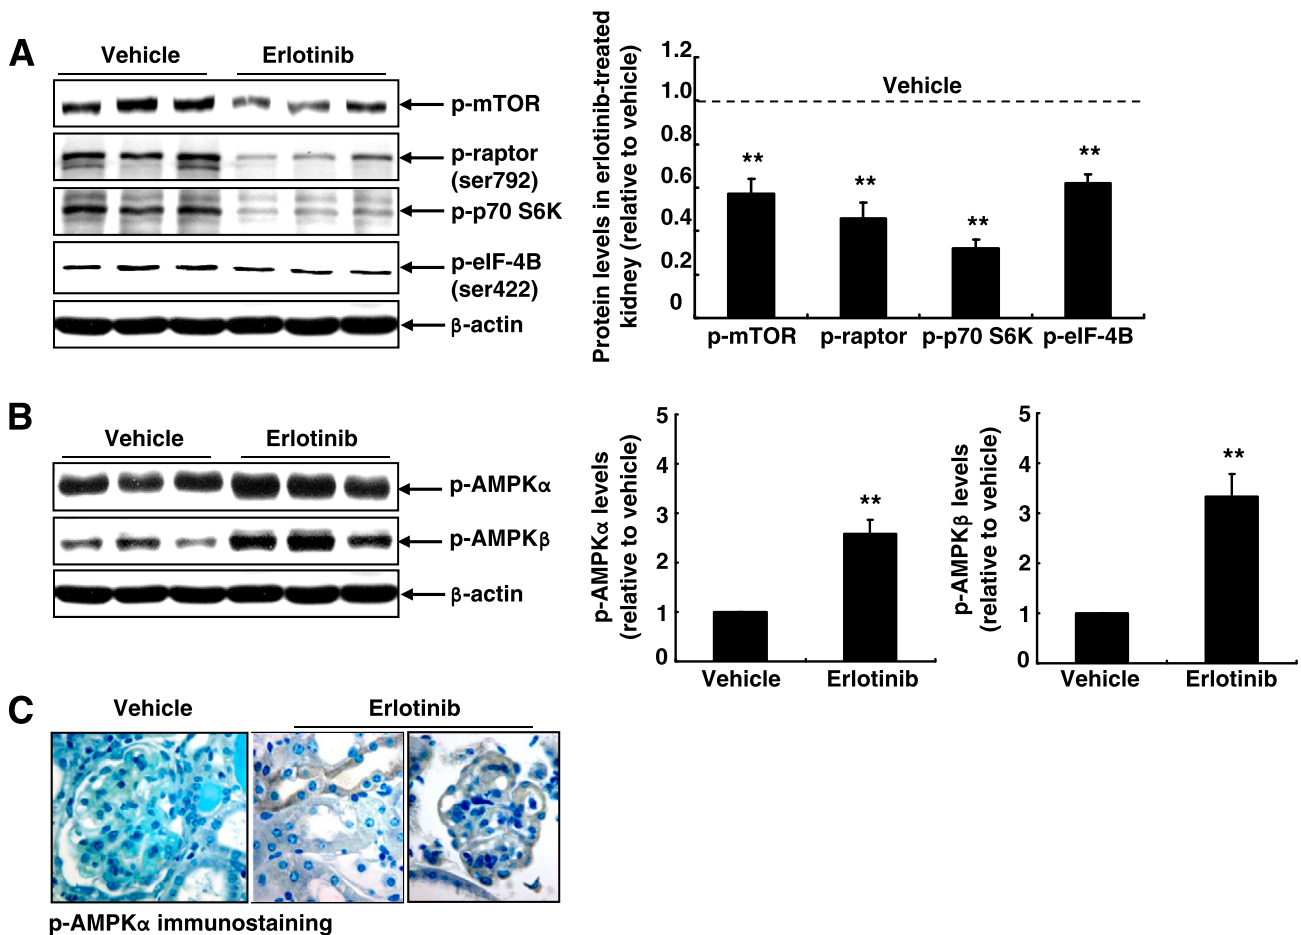 A
Vehicle Erlotinib
p-mTOR
p-raptor
(ser792)
p-p70 S6K
p-eIF-4B
(ser422)
β-actin
Protein levels in erlotinib-treated
kidney (relative to vehicle)
1.2
1.0
0.8
0.6
0.4
0.2
0
Vehicle
** ** ** **
p-mTOR p-raptor p-p70 S6K p-eIF-4B
B
Vehicle Erlotinib
p-AMPKα
p-AMPKβ
β-actin
p-AMPKα levels
(relative to vehicle)
5
4
3
2
1
0
**
Vehicle Erlotinib
p-AMPKβ levels
(relative to vehicle)
5
4
3
2
1
0
**
Vehicle Erlotinib
C
Vehicle Erlotinib
p-AMPKα immunostaining